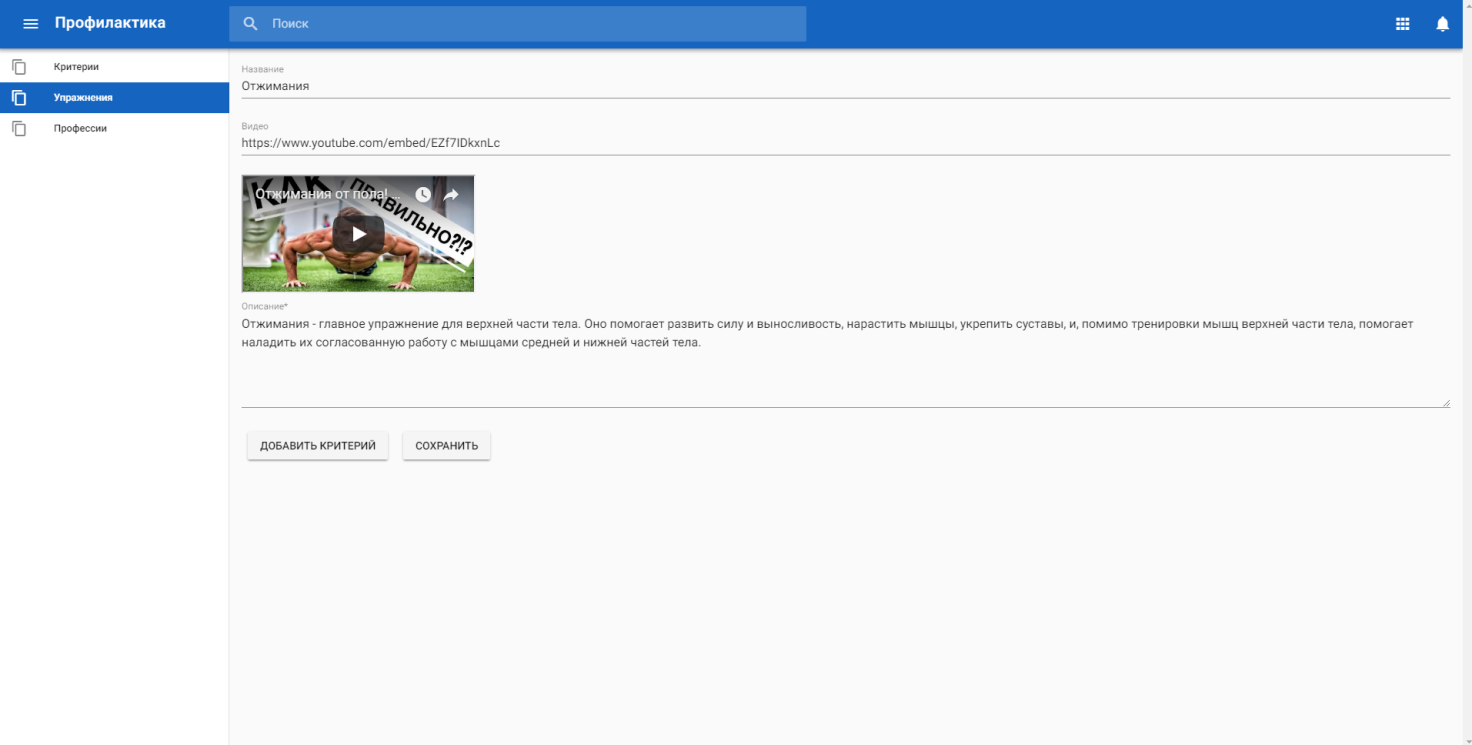 Профилактика
Поиск
Критерии
Упражнения
Профессии
Название
Отжимания
Видео
https://www.youtube.com/embed/EZf7IDkxnLc
Отжимания от пола! ...
КАК
ПРАВИЛЬНО?!?
Описание*
Отжимания - главное упражнение для верхней части тела. Оно помогает развить силу и выносливость, нарастить мышцы, укрепить суставы, и, помимо тренировки мышц верхней части тела, помогает
наладить их согласованную работу с мышцами средней и нижней частей тела.
ДОБАВИТЬ КРИТЕРИЙ
СОХРАНИТЬ